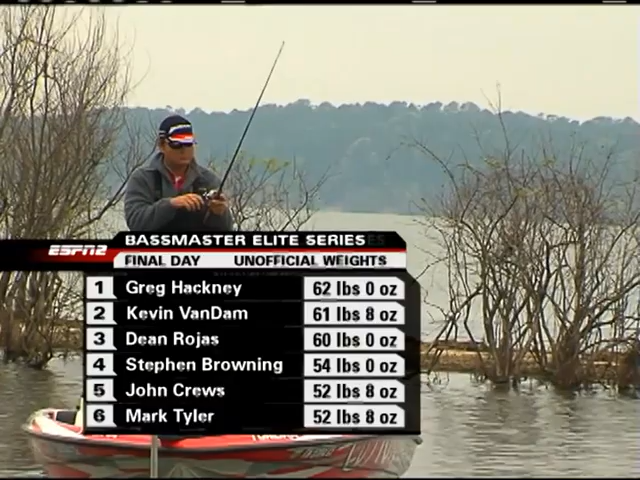 ESPN2
BASSMASTER ELITE SERIES
FINAL DAY UNOFFICIAL WEIGHTS
1 Greg Hackney 62 lbs 0 oz
2 Kevin VanDam 61 lbs 8 oz
3 Dean Rojas 60 lbs 0 oz
4 Stephen Browning 54 lbs 0 oz
5 John Crews 52 lbs 8 oz
6 Mark Tyler 52 lbs 8 oz